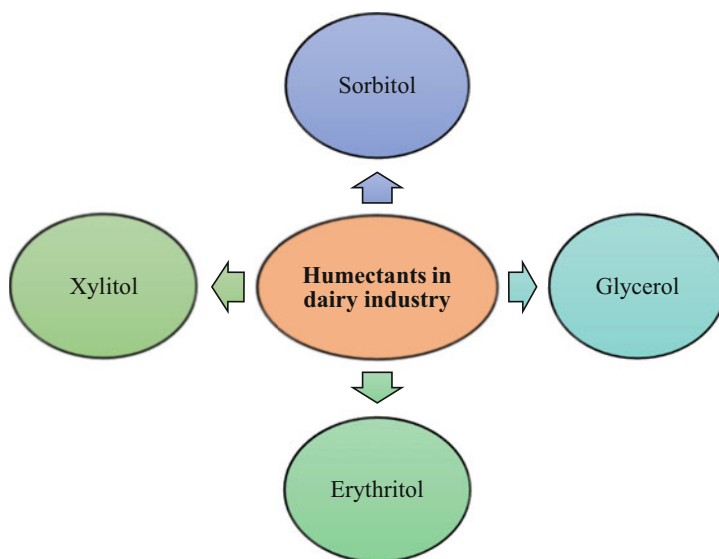 Sorbitol
Xylitol
Humectants in
dairy industry
Glycerol
Erythritol